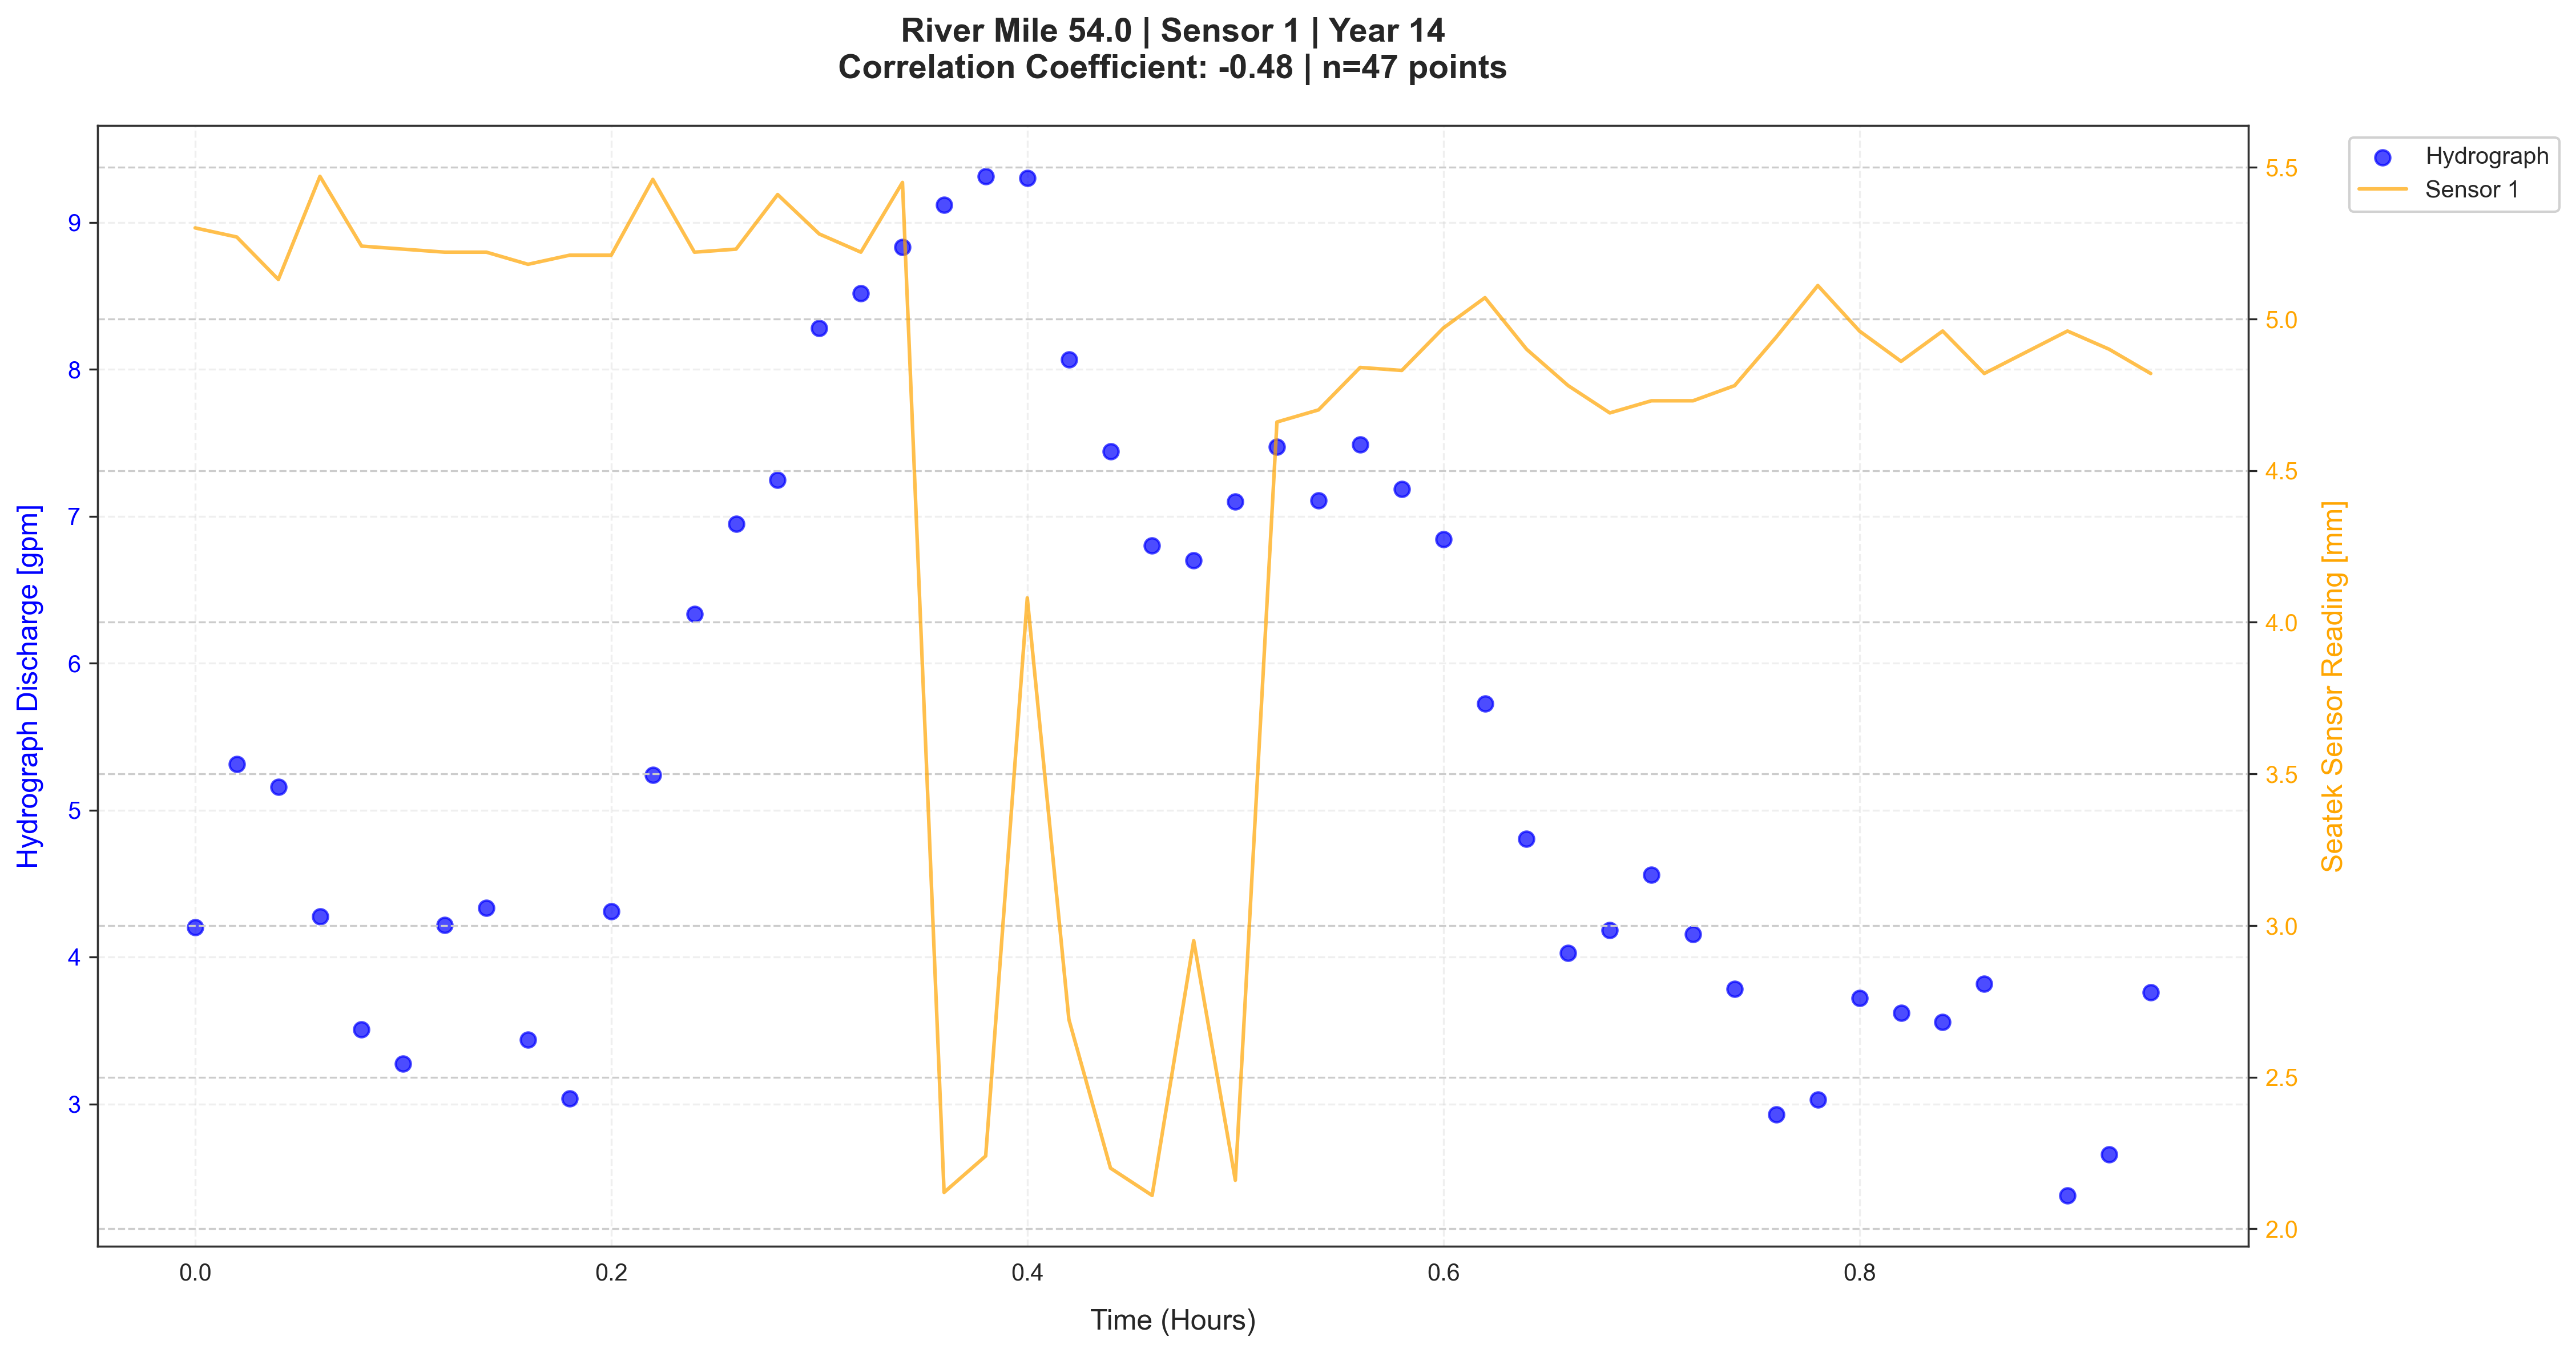 River Mile 54.0 | Sensor 1 | Year 14
Correlation Coefficient: -0.48 | n=47 points
Hydrograph
Sensor 1
Hydrograph Discharge [gpm]
9
8
7
6
5
4
3
Seatek Sensor Reading [mm]
5.5
5.0
4.5
4.0
3.5
3.0
2.5
2.0
0.0
0.2
0.4
0.6
0.8
Time (Hours)